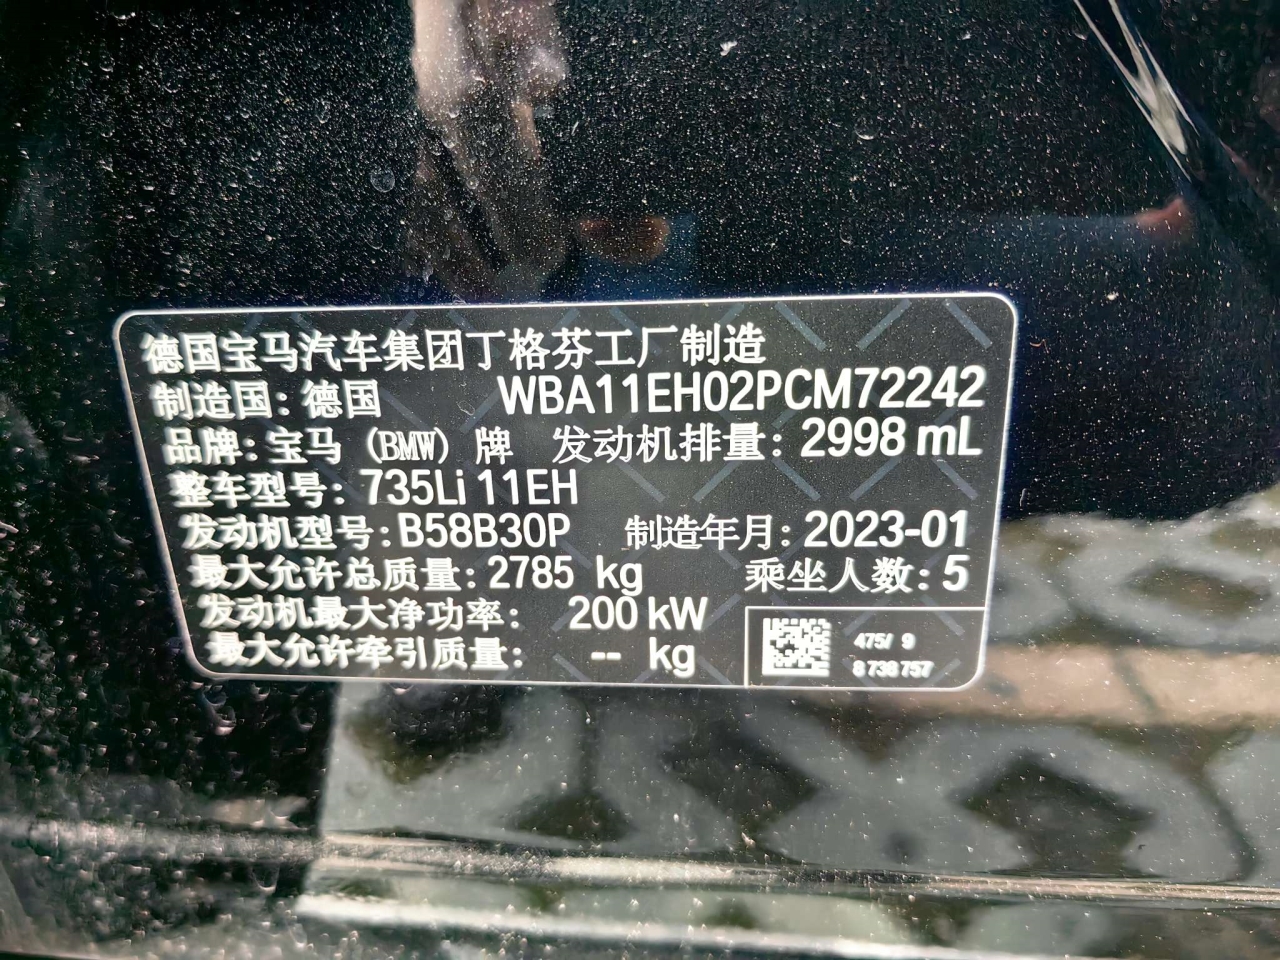 德国宝马汽车集团丁格芬工厂制造
制造国：德国 WBA11EH02PCM72242
品牌：宝马（BMW）牌 发动机排量：2998 mL
整车型号：735Li 11EH
发动机型号：B58B30P 制造年月：2023-01
最大允许总质量：2785 kg 乘坐人数：5
发动机最大净功率： 200 kW
最大允许牵引质量： -- kg
475/ 9
8 738 757